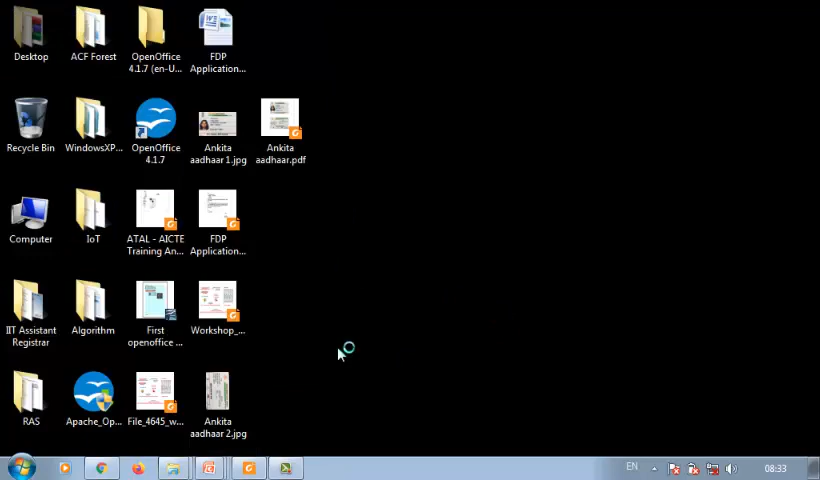 Desktop
ACF Forest
OpenOffice
4.1.7 (en-U...
FDP
Application...
Recycle Bin
WindowsXP...
OpenOffice
4.1.7
Ankita
aadhaar 1.jpg
Ankita
aadhaar.pdf
Computer
IoT
ATAL - AICTE
Training An...
FDP
Application...
IIT Assistant
Registrar
Algorithm
First
openoffice ...
Workshop_...
RAS
Apache_Op...
File_4645_w...
Ankita
aadhaar 2.jpg
EN
08:33